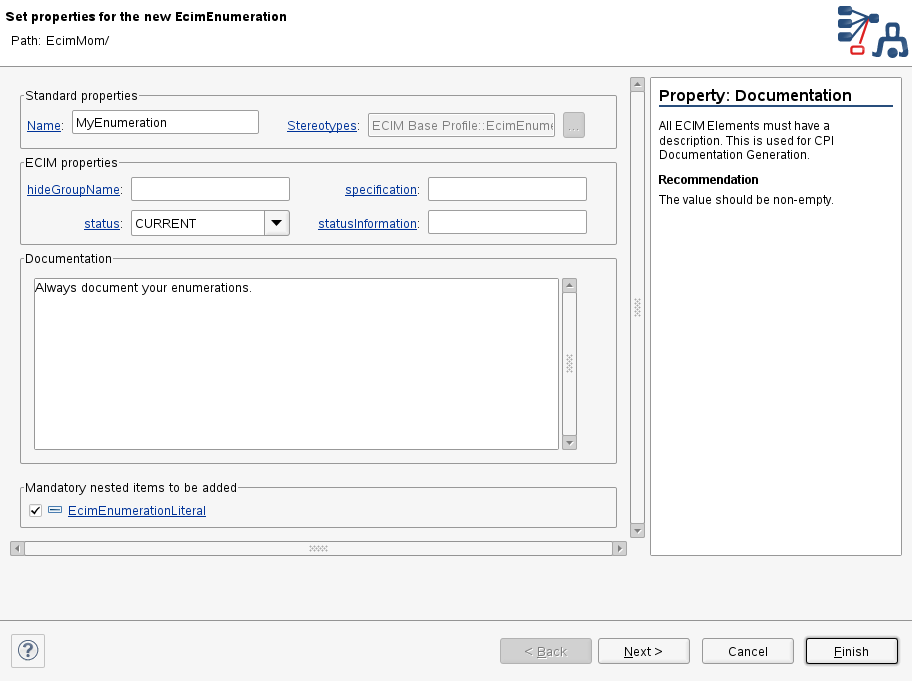 Set properties for the new EcimEnumeration
Path: EcimMom/
Standard properties
Name: MyEnumeration Stereotypes: ECIM Base Profile::EcimEnume ...
ECIM properties
hideGroupName: specification:
status: CURRENT statusInformation:
Documentation
Always document your enumerations.
Mandatory nested items to be added
EcimEnumerationLiteral
Property: Documentation
All ECIM Elements must have a
description. This is used for CPI
Documentation Generation.
Recommendation
The value should be non-empty.
? < Back Next > Cancel Finish